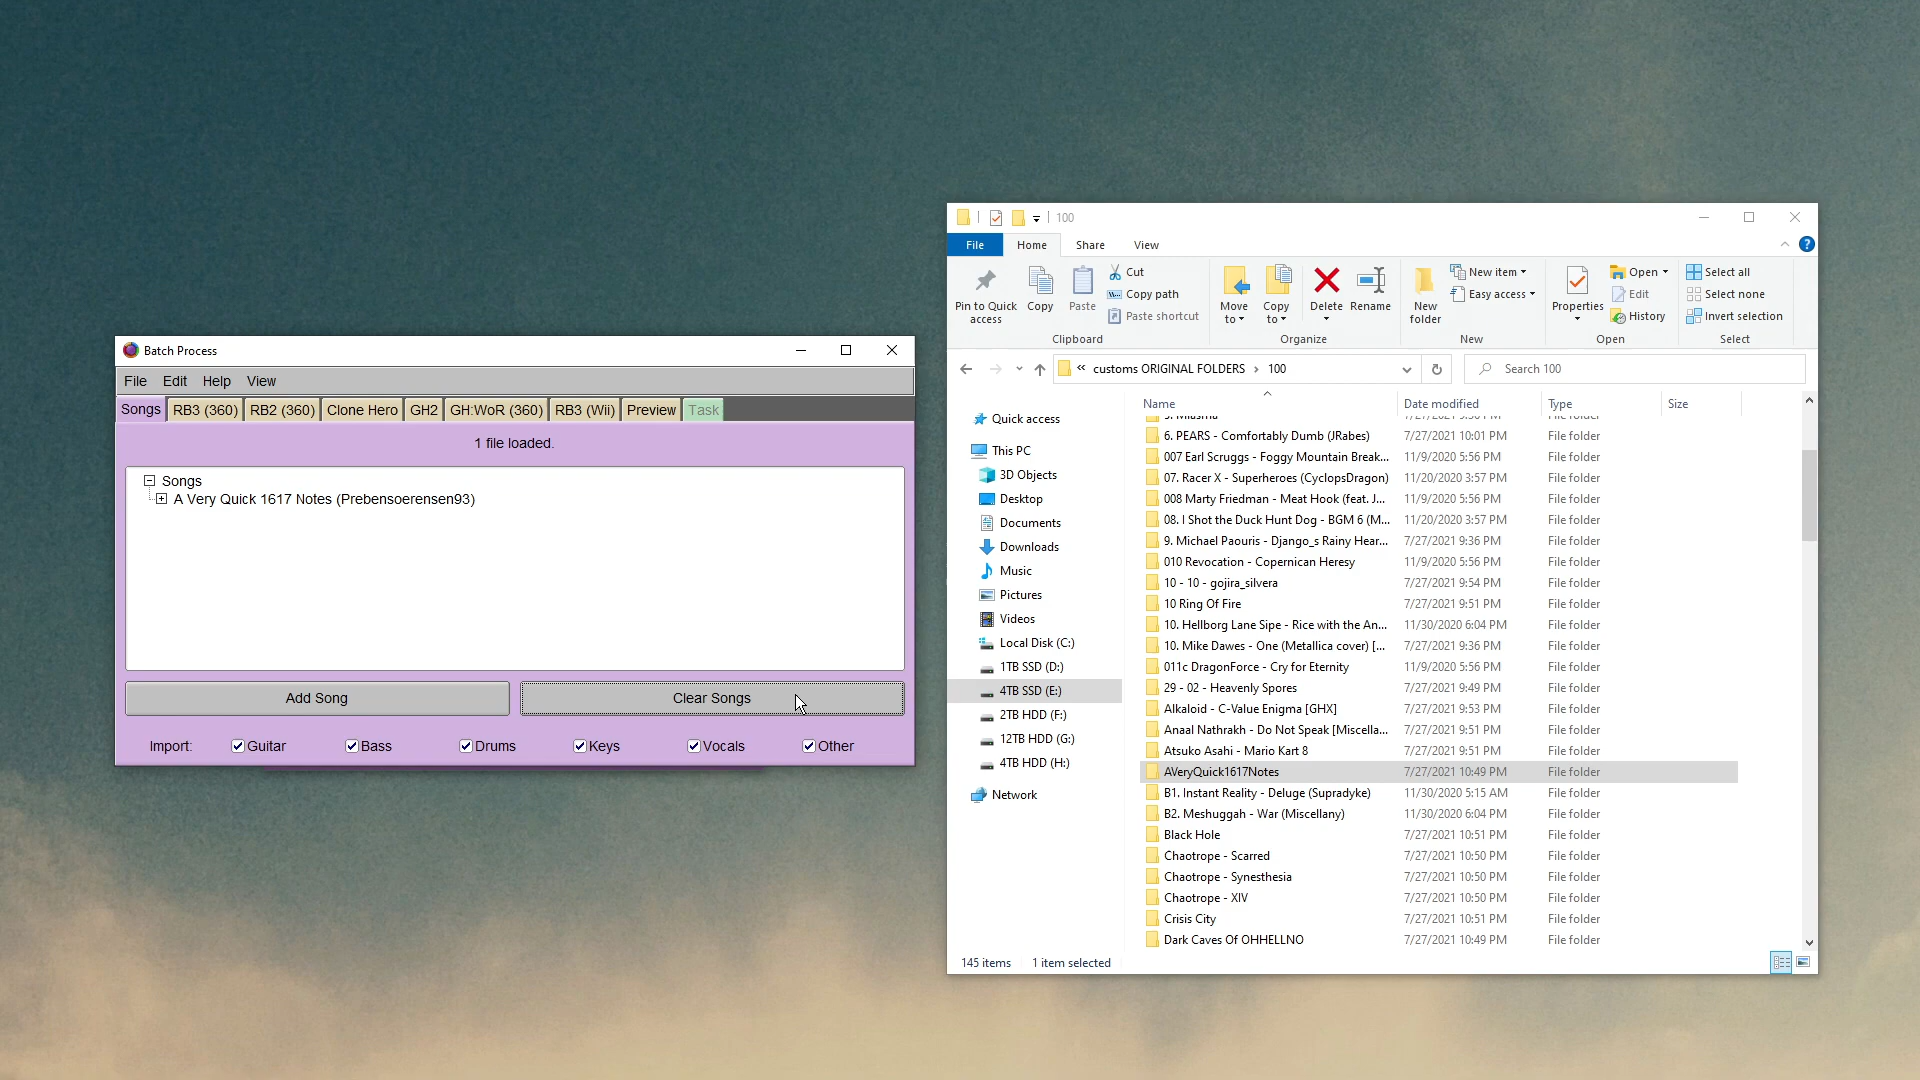 Batch Process
File Edit Help View
Songs RB3 (360) RB2 (360) Clone Hero GH2 GH:WoR (360) RB3 (Wii) Preview Task
1 file loaded.
Songs
A Very Quick 1617 Notes (Prebensoerensen93)
Add Song Clear Songs
Import: Guitar Bass Drums Keys Vocals Other
100
File Home Share View
Pin to Quick access
Copy
Paste
Cut
Copy path
Paste shortcut
Clipboard
Move to
Copy to
Delete
Rename
Organize
New folder
New item
Easy access
New
Properties
Open
Edit
History
Open
Select all
Select none
Invert selection
Select
« customs ORIGINAL FOLDERS › 100
Search 100
Quick access
This PC
3D Objects
Desktop
Documents
Downloads
Music
Pictures
Videos
Local Disk (C:)
1TB SSD (D:)
4TB SSD (E:)
2TB HDD (F:)
12TB HDD (G:)
4TB HDD (H:)
Network
Name Date modified Type Size
6. PEARS - Comfortably Dumb (JRabes) 7/27/2021 10:01 PM File folder
007 Earl Scruggs - Foggy Mountain Break... 11/9/2020 5:56 PM File folder
07. Racer X - Superheroes (CyclopsDragon) 11/20/2020 3:57 PM File folder
008 Marty Friedman - Meat Hook (feat. J... 11/9/2020 5:56 PM File folder
08. I Shot the Duck Hunt Dog - BGM 6 (M... 11/20/2020 3:57 PM File folder
9. Michael Paouris - Django_s Rainy Hear... 7/27/2021 9:36 PM File folder
010 Revocation - Copernican Heresy 11/9/2020 5:56 PM File folder
10 - 10 - gojira_silvera 7/27/2021 9:54 PM File folder
10 Ring Of Fire 7/27/2021 9:51 PM File folder
10. Hellborg Lane Sipe - Rice with the An... 11/30/2020 6:04 PM File folder
10. Mike Dawes - One (Metallica cover) [... 7/27/2021 9:36 PM File folder
011c DragonForce - Cry for Eternity 11/9/2020 5:56 PM File folder
29 - 02 - Heavenly Spores 7/27/2021 9:49 PM File folder
Alkaloid - C-Value Enigma [GHX] 7/27/2021 9:53 PM File folder
Anaal Nathrakh - Do Not Speak [Miscella... 7/27/2021 9:51 PM File folder
Atsuko Asahi - Mario Kart 8 7/27/2021 9:51 PM File folder
AVeryQuick1617Notes 7/27/2021 10:49 PM File folder
B1. Instant Reality - Deluge (Supradyke) 11/30/2020 5:15 AM File folder
B2. Meshuggah - War (Miscellany) 11/30/2020 6:04 PM File folder
Black Hole 7/27/2021 10:51 PM File folder
Chaotrope - Scarred 7/27/2021 10:50 PM File folder
Chaotrope - Synesthesia 7/27/2021 10:50 PM File folder
Chaotrope - XIV 7/27/2021 10:50 PM File folder
Crisis City 7/27/2021 10:51 PM File folder
Dark Caves Of OHHELLNO 7/27/2021 10:49 PM File folder
145 items 1 item selected